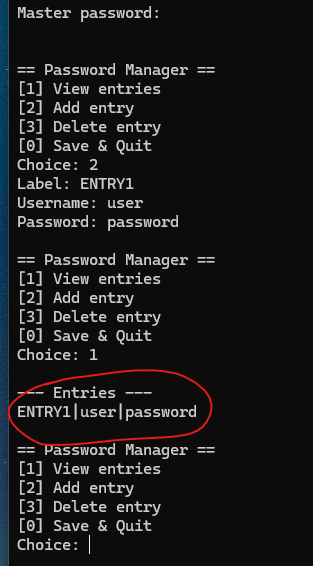 Master password:
== Password Manager ==
[1] View entries
[2] Add entry
[3] Delete entry
[0] Save & Quit
Choice: 2
Label: ENTRY1
Username: user
Password: password
== Password Manager ==
[1] View entries
[2] Add entry
[3] Delete entry
[0] Save & Quit
Choice: 1
--- Entries ---
ENTRY1|user|password
== Password Manager ==
[1] View entries
[2] Add entry
[3] Delete entry
[0] Save & Quit
Choice: